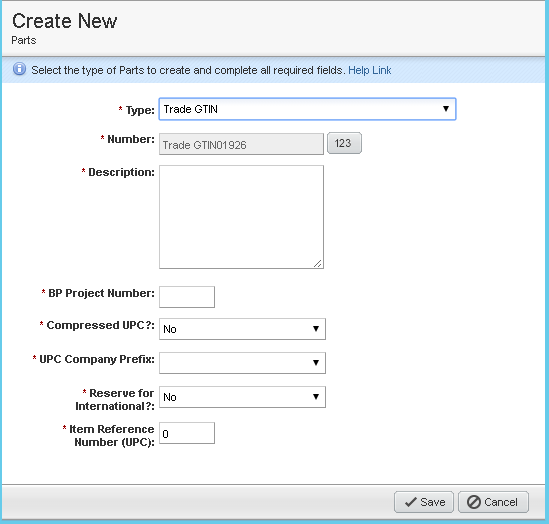 Create New
Parts
Select the type of Parts to create and complete all required fields. Help Link
* Type: Trade GTIN
* Number: Trade GTIN01926 123
* Description:
* BP Project Number:
* Compressed UPC?: No
* UPC Company Prefix:
* Reserve for
International?: No
* Item Reference
Number (UPC): 0
Save Cancel